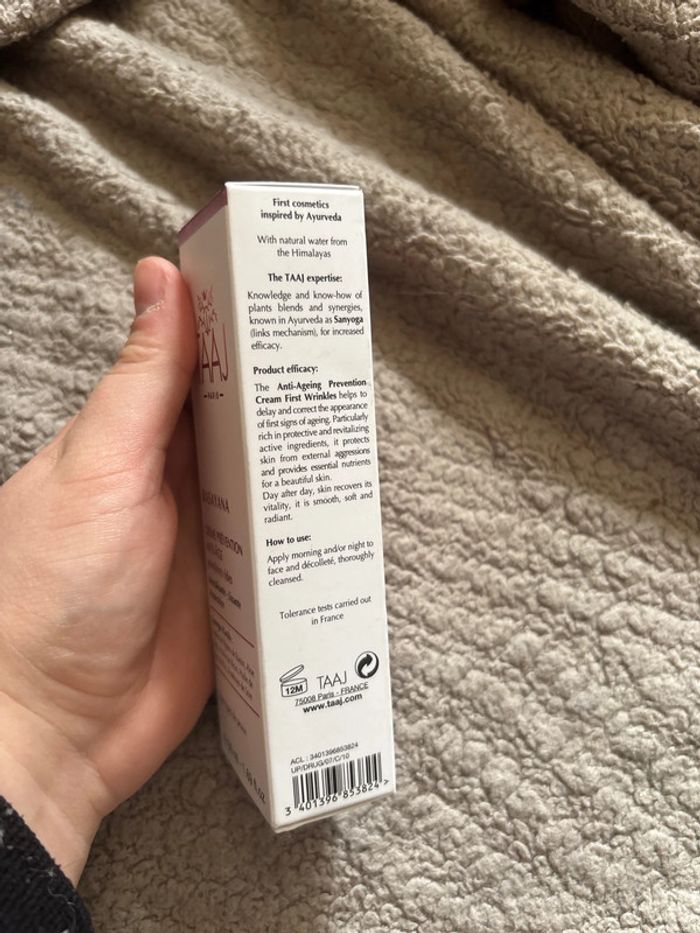 First cosmetics
inspired by Ayurveda
With natural water from
the Himalayas
The TAAJ expertise:
Knowledge and know-how of
plants blends and synergies,
known in Ayurveda as Sanyoga
(links mechanism), for increased
efficacy.
Product efficacy:
The Anti-Ageing Prevention
Cream First Wrinkles helps to
delay and correct the appearance
of first signs of ageing. Particularly
rich in protective and revitalizing
active ingredients, it protects
skin from external aggressions
and provides essential nutrients
for a beautiful skin.
Day after day, skin recovers its
vitality, it is smooth, soft and
radiant.
How to use:
Apply morning and/or night to
face and décolleté, thoroughly
cleansed.
Tolerance tests carried out
in France
12M
TAAJ
75008 Paris - FRANCE
www.taaj.com
ACL : 3401396853824
UP/DRUG/07/C/10
3 401396 853824 >
TAAJ
PARIS